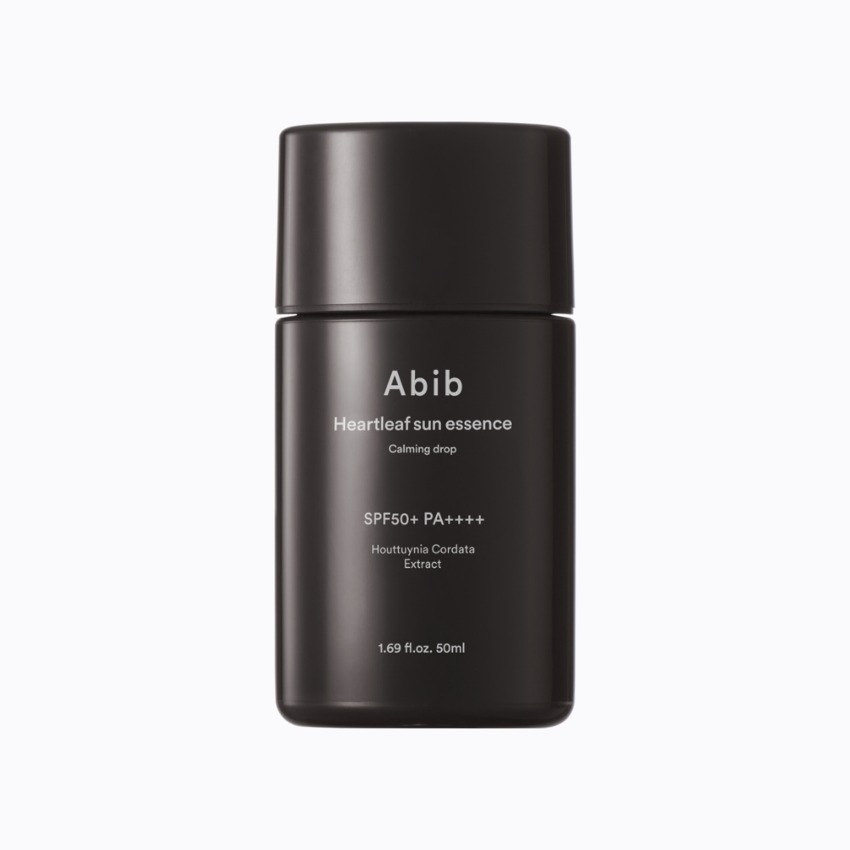 Abib
Heartleaf sun essence
Calming drop
SPF50+ PA++++
Houttuynia Cordata
Extract
1.69 fl.oz. 50ml